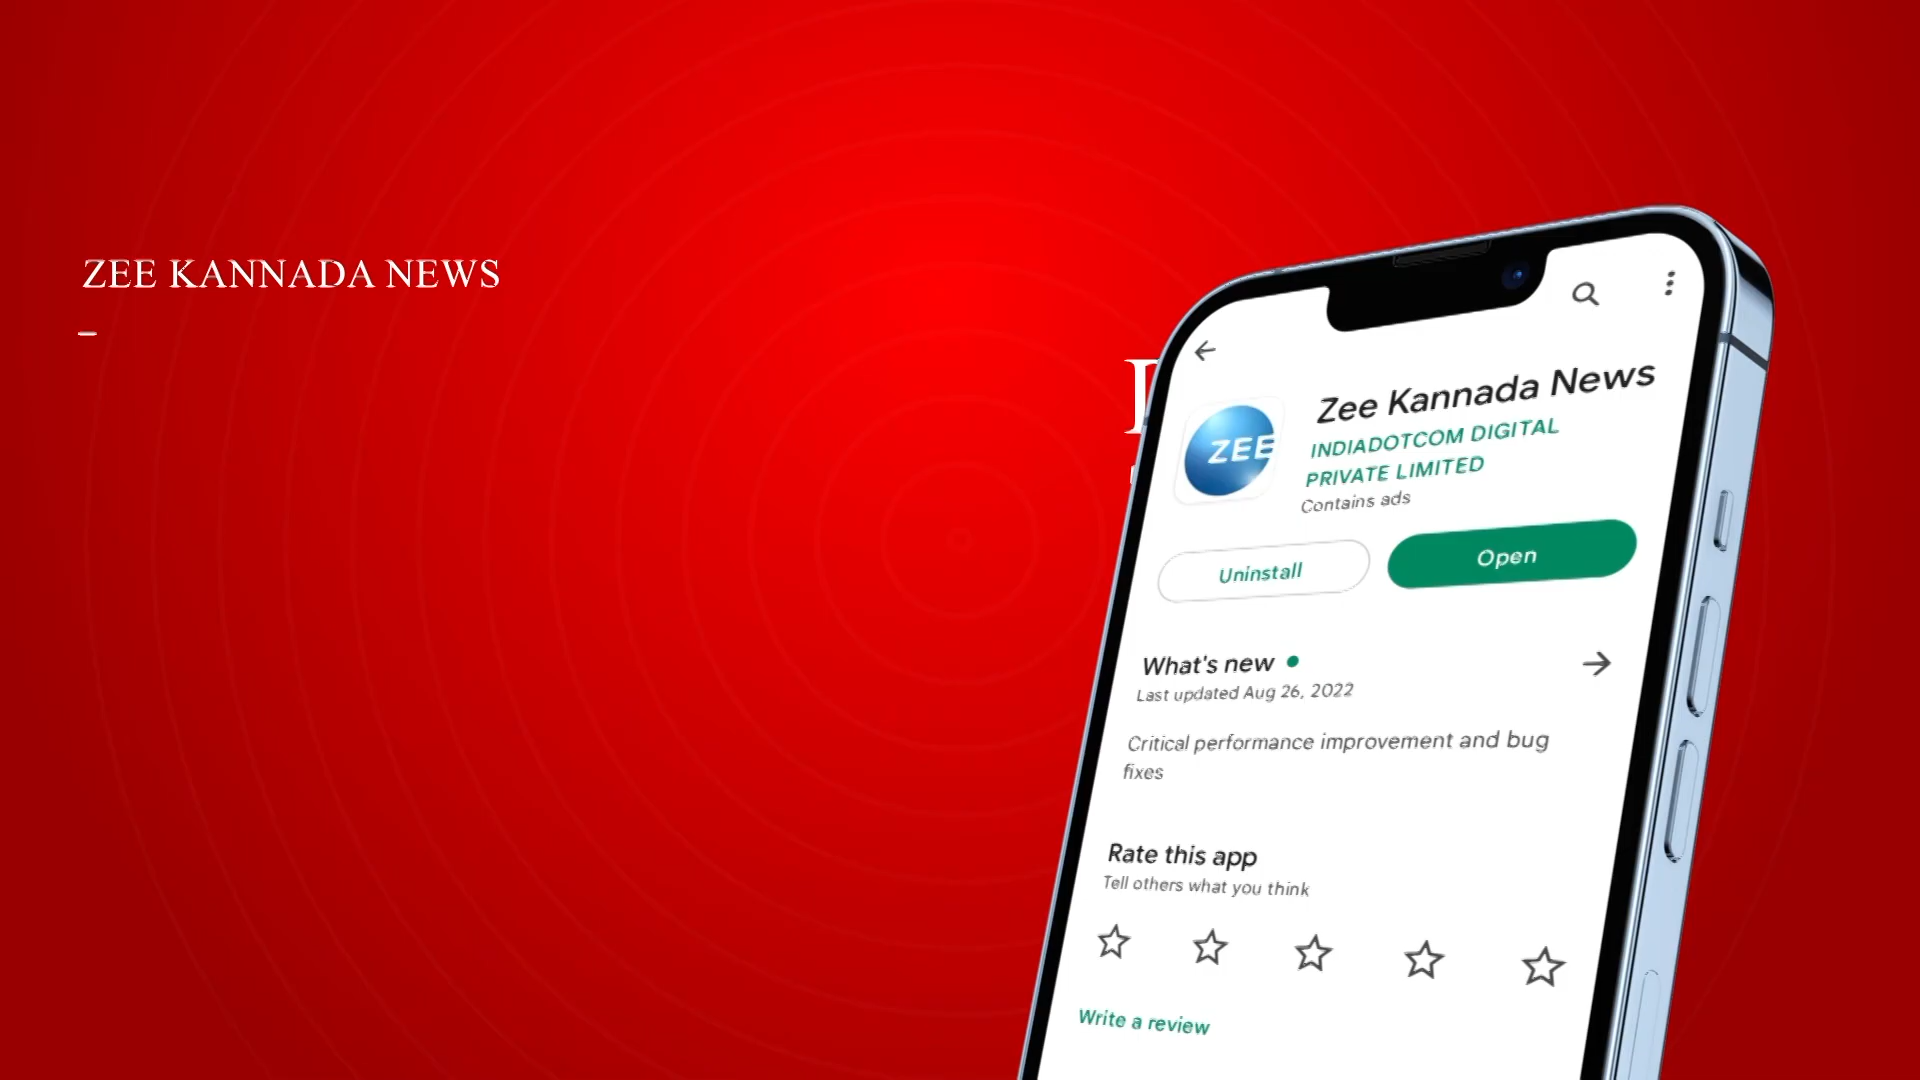 ZEE KANNADA NEWS
Zee Kannada News
ZEE
INDIADOTCOM DIGITAL
PRIVATE LIMITED
Contains ads
Uninstall
Open
What's new
Last updated Aug 26, 2022
Critical performance improvement and bug
fixes
Rate this app
Tell others what you think
Write a review